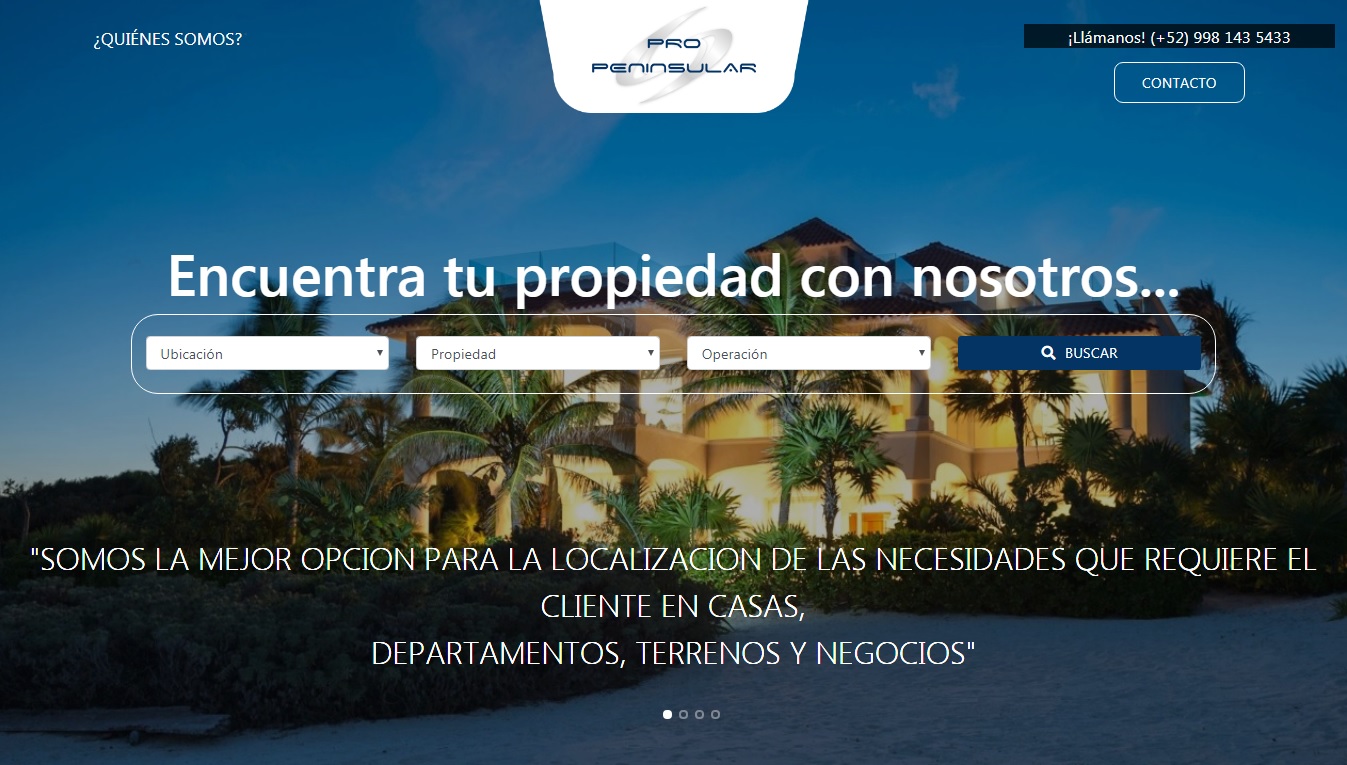 ¿QUIÉNES SOMOS?
PRO
PENINSULAR
¡Llámanos! (+52) 998 143 5433
CONTACTO
Encuentra tu propiedad con nosotros...
Ubicación
Propiedad
Operación
BUSCAR
"SOMOS LA MEJOR OPCION PARA LA LOCALIZACION DE LAS NECESIDADES QUE REQUIERE EL
CLIENTE EN CASAS,
DEPARTAMENTOS, TERRENOS Y NEGOCIOS"